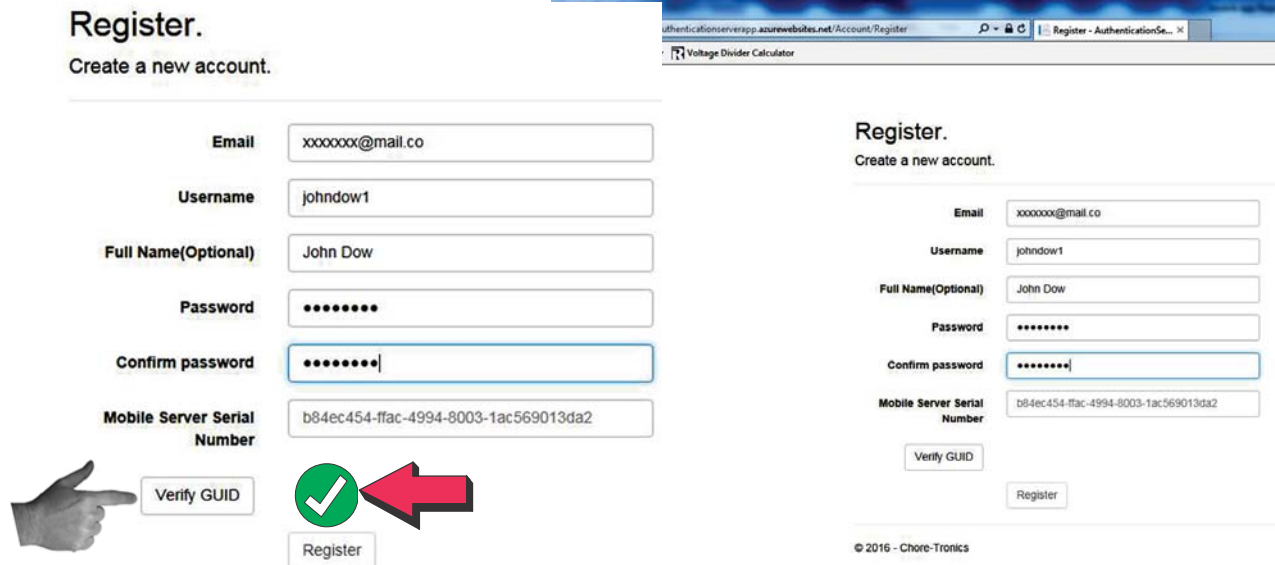 Register.
Create a new account.
Email
xxxxxxx@mail.co
Username
johndow1
Full Name(Optional)
John Dow
Password
••••••••
Confirm password
••••••••
Mobile Server Serial
Number
b84ec454-ffac-4994-8003-1ac569013da2
Verify GUID
Register
uthenticationserverapp.azurewebsites.net/Account/Register
Register - AuthenticationSe...
Voltage Divider Calculator
Register.
Create a new account.
Email
xxxxxxx@mail.co
Username
johndow1
Full Name(Optional)
John Dow
Password
••••••••
Confirm password
••••••••
Mobile Server Serial
Number
b84ec454-ffac-4994-8003-1ac569013da2
Verify GUID
Register
© 2016 - Chore-Tronics